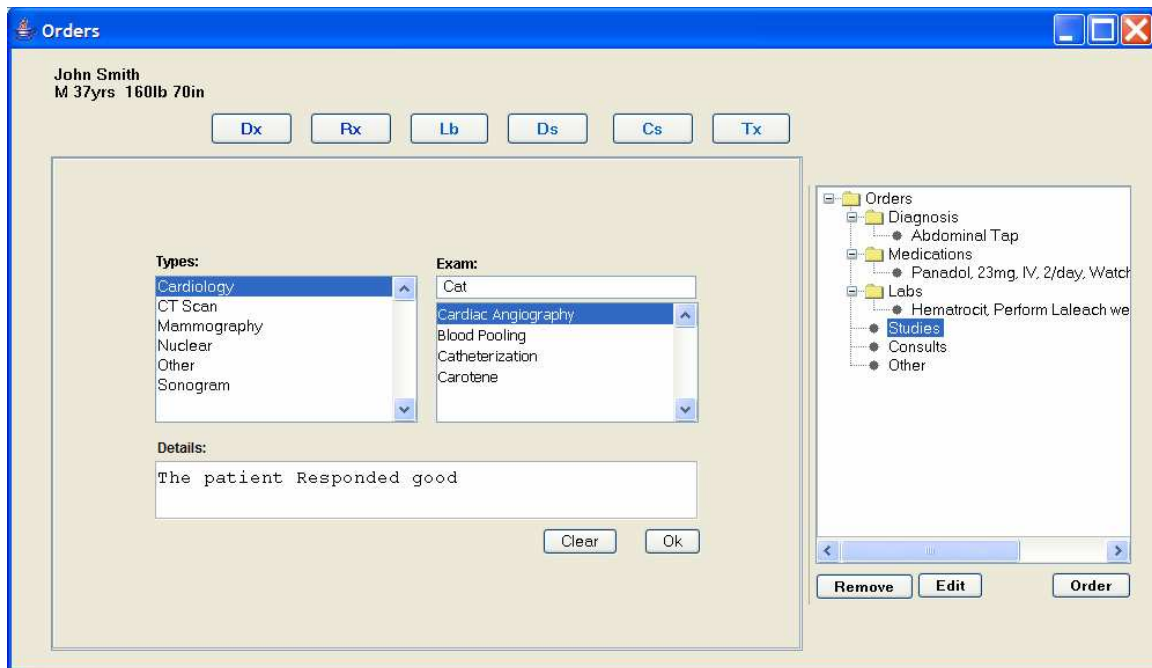 Orders
John Smith
M 37yrs 160lb 70in
Dx Rx Lb Ds Cs Tx
Types:
Cardiology
CT Scan
Mammography
Nuclear
Other
Sonogram
Exam:
Cat
Cardiac Angiography
Blood Pooling
Catheterization
Carotene
Details:
The patient Responded good
Clear Ok
Orders
Diagnosis
Abdominal Tap
Medications
Panadol, 23mg, IV, 2/day, Watch
Labs
Hematrocit, Perform Laleach we
Studies
Consults
Other
Remove Edit Order